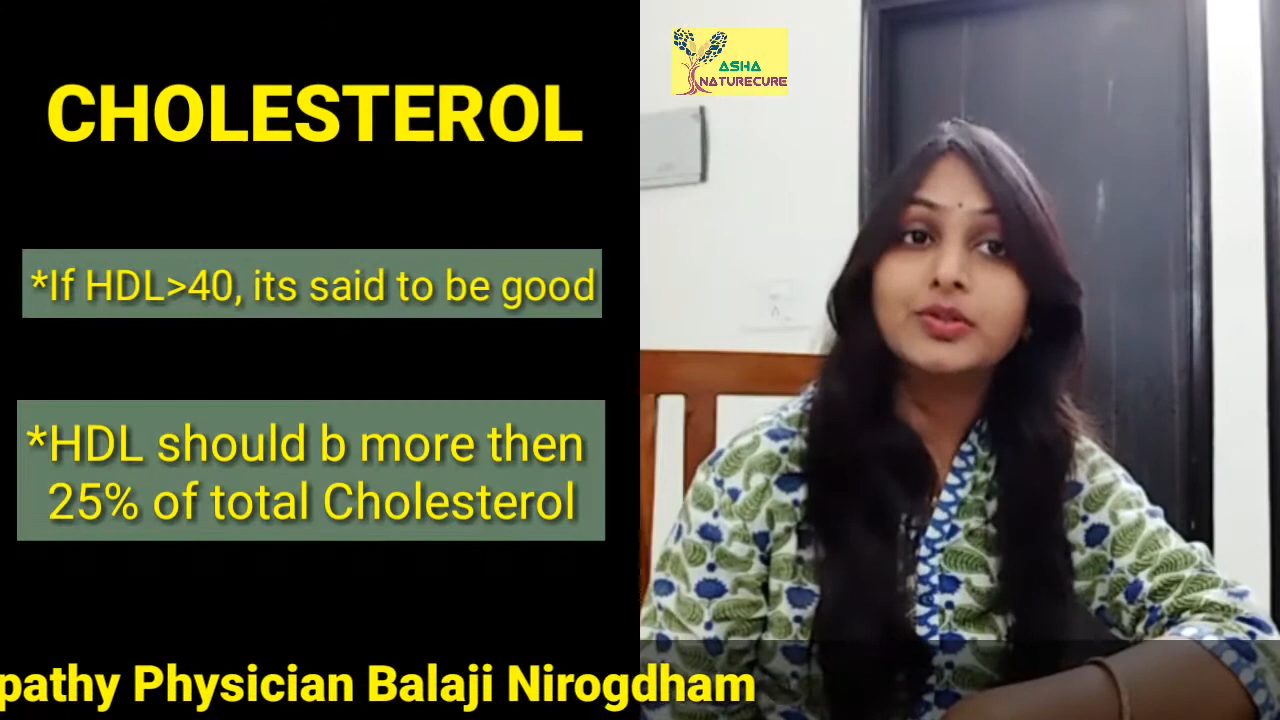 CHOLESTEROL
*If HDL>40, its said to be good
*HDL should b more then
25% of total Cholesterol
pathy Physician Balaji Nirogdham
ASHA
NATURECURE